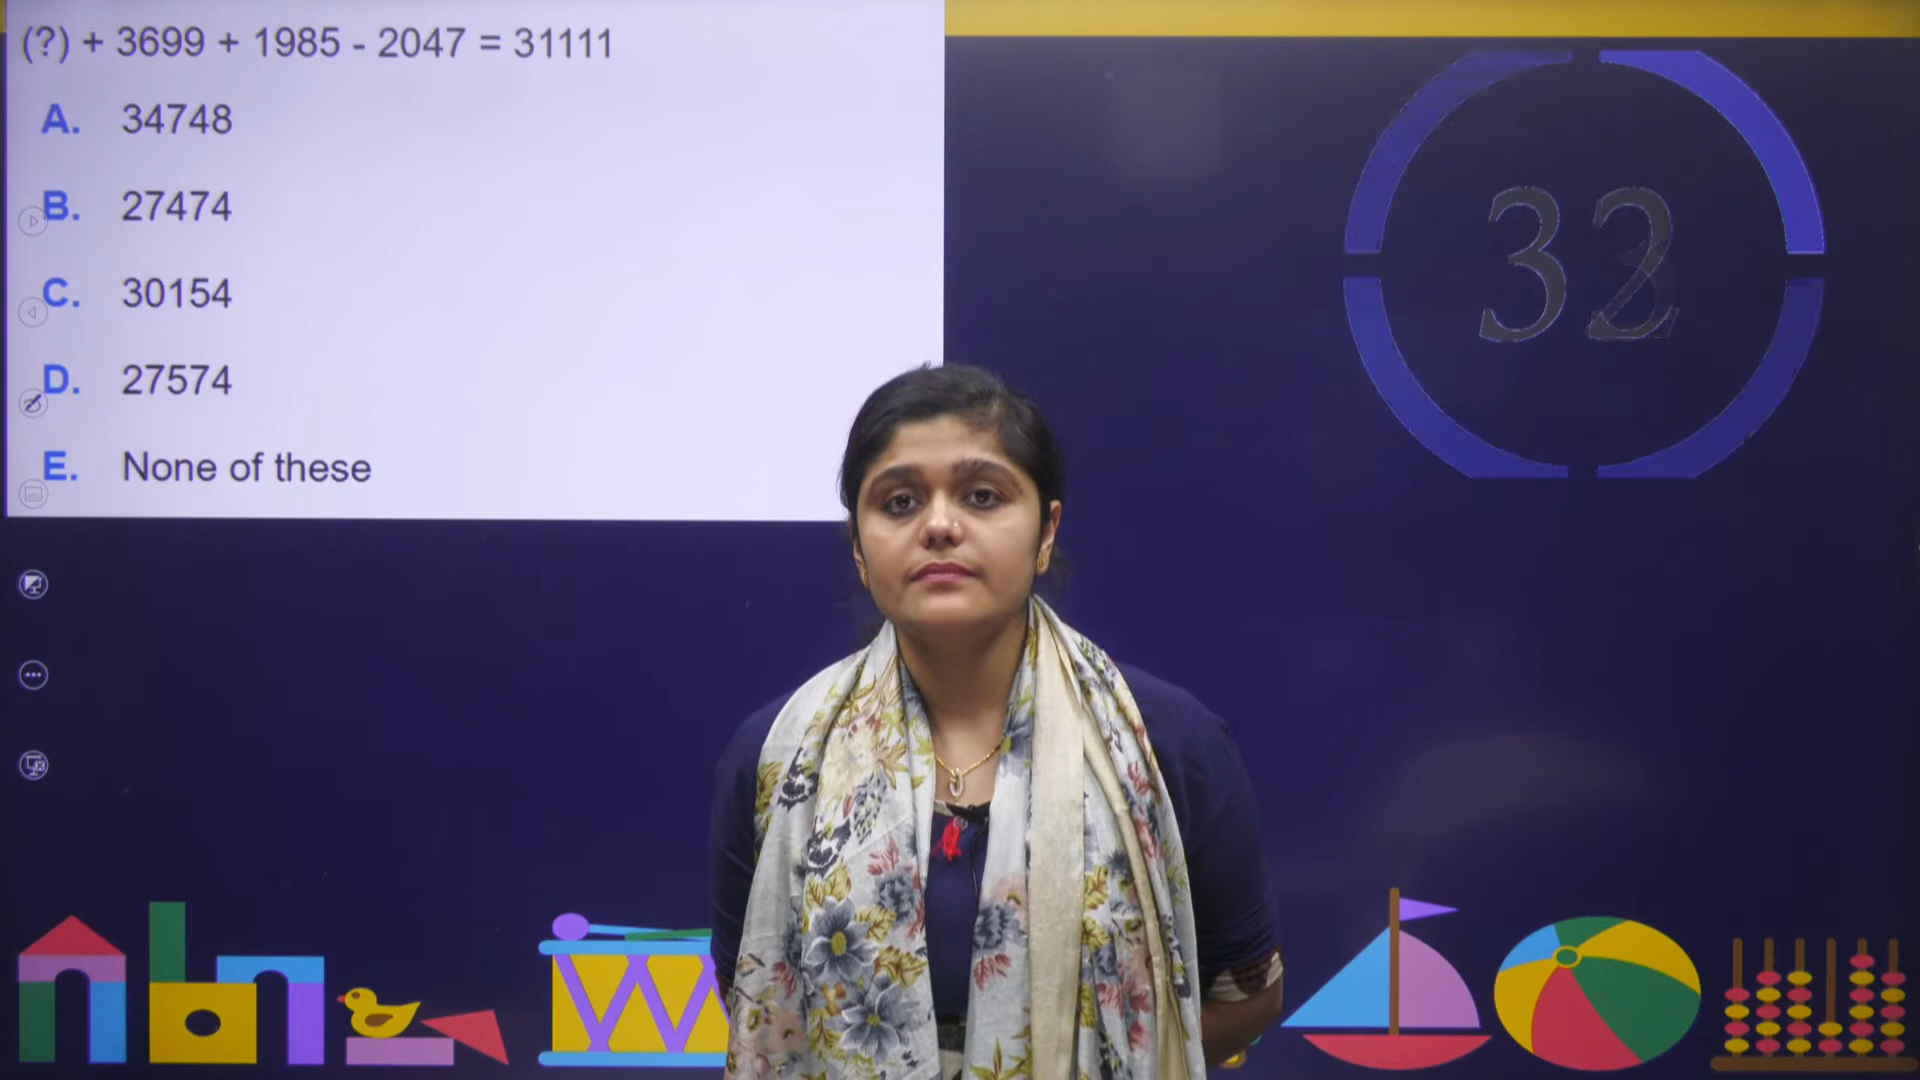 (?) + 3699 + 1985 - 2047 = 31111
A. 34748
B. 27474
C. 30154
D. 27574
E. None of these
32